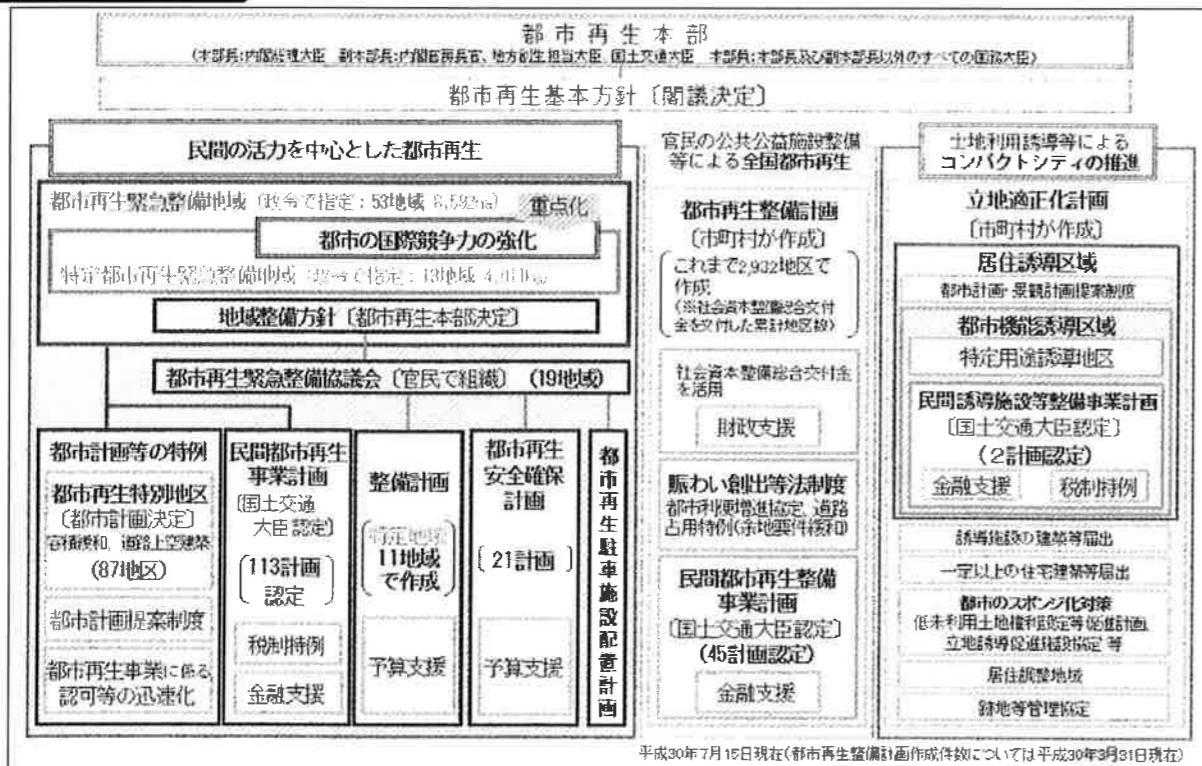 都市再生本部
(本部長:内閣総理大臣 副本部長:内閣官房長官、地方創生担当大臣、国土交通大臣 本部員:本部長及び副本部長以外のすべての国務大臣)
都市再生基本方針〔閣議決定〕
民間の活力を中心とした都市再生
都市再生緊急整備地域(政令で指定:53地域
重点化
都市の国際競争力の強化
特定都市再生緊急整備地域
13地域
地域整備方針〔都市再生本部決定〕
都市再生緊急整備協議会〔官民で組織〕 (19地域)
都市計画等の特例
都市再生特別地区
〔都市計画決定〕
容積緩和、道路上空建築
(87地区)
都市計画提案制度
都市再生事業に係る
認可等の迅速化
民間都市再生
事業計画
〔国土交通
大臣認定〕
(113計画
認定)
税制特例
金融支援
整備計画
11地域
で作成
予算支援
都市再生
安全確保
計画
〔21計画〕
予算支援
都市再生駐車施設配置計画
官民の公共公益施設整備
等による全国都市再生
都市再生整備計画
〔市町村が作成〕
これまで2,932地区で
作成
(※社会資本整備総合交付
金を交付した累計地区数)
社会資本整備総合交付金
を活用
財政支援
賑わい創出等法制度
都市利便増進協定、道路
占用特例(余地要件緩和)
民間都市再生整備
事業計画
〔国土交通大臣認定〕
(45計画認定)
金融支援
土地利用誘導等による
コンパクトシティの推進
立地適正化計画
〔市町村が作成〕
居住誘導区域
都市計画・景観計画提案制度
都市機能誘導区域
特定用途誘導地区
民間誘導施設等整備事業計画
〔国土交通大臣認定〕
(2計画認定)
金融支援
税制特例
誘導施設の建築等届出
一定以上の住宅建築等届出
都市のスポンジ化対策
低未利用土地権利設定等促進計画、
立地誘導促進施設協定 等
居住調整地域
跡地等管理協定
平成30年7月15日現在(都市再生整備計画作成件数については平成30年3月31日現在)